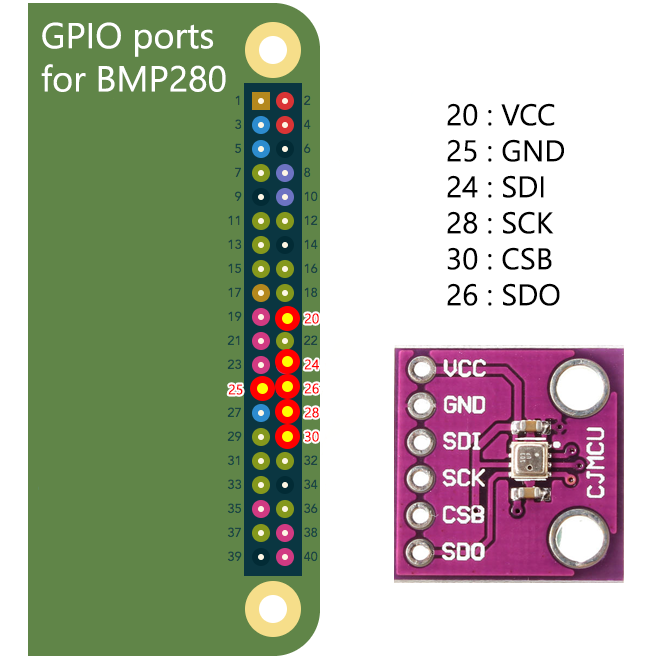 GPIO ports
for BMP280
1 2
3 4
5 6
7 8
9 10
11 12
13 14
15 16
17 18
19 20
21 22
23 24
25 26
27 28
29 30
31 32
33 34
35 36
37 38
39 40
20 : VCC
25 : GND
24 : SDI
28 : SCK
30 : CSB
26 : SDO
VCC
GND
SDI
SCK
CSB
SDO
CJMCU